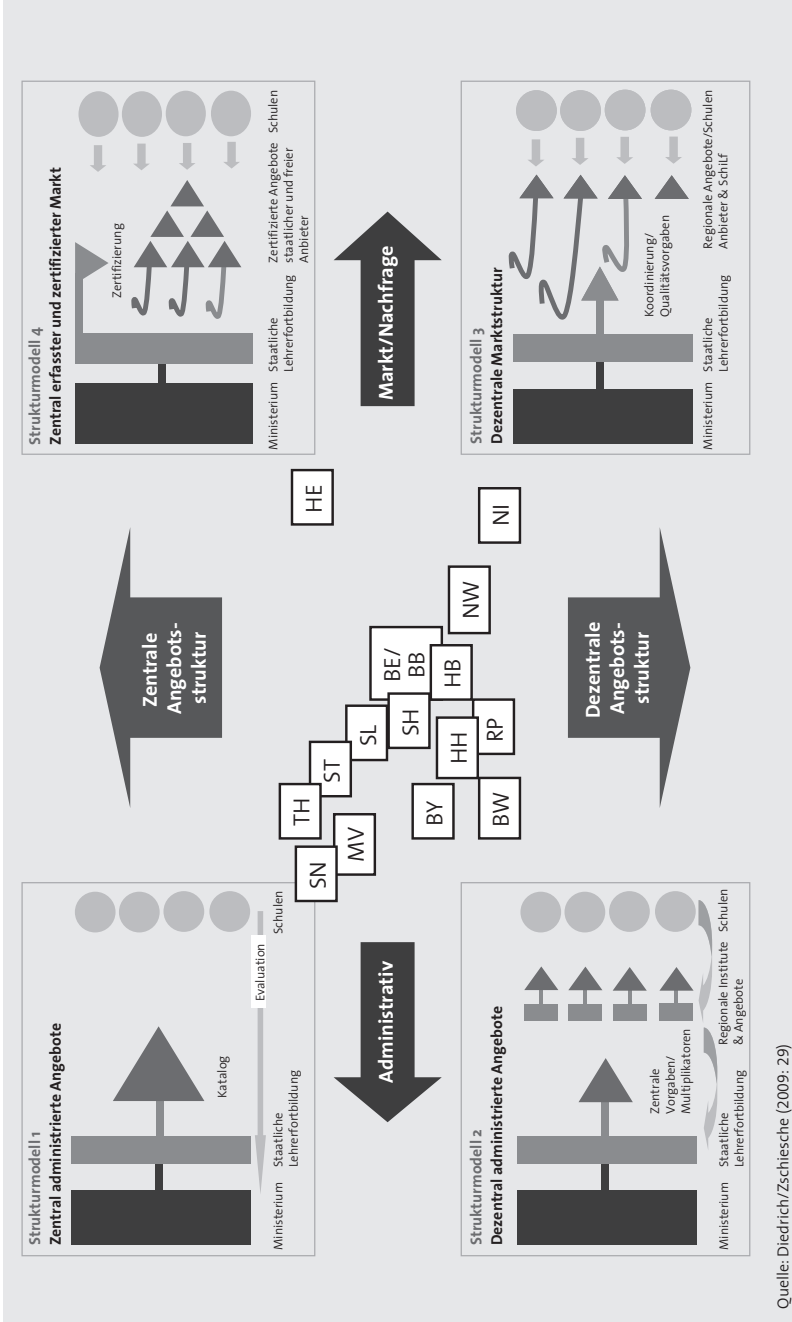 Strukturmodell 1
Zentral administrierte Angebote
Katalog
Evaluation
Ministerium
Staatliche
Lehrerfortbildung
Schulen
Zentrale
Angebots-
struktur
Strukturmodell 4
Zentral erfasster und zertifizierter Markt
Zertifizierung
Ministerium
Staatliche
Lehrerfortbildung
Zertifizierte Angebote
staatlicher und freier
Anbieter
Schulen
Administrativ
SN
TH
MV
ST
SL
BY
BW
SH
HH
RP
BE/
BB
HB
NW
HE
NI
Markt/Nachfrage
Strukturmodell 2
Dezentral administrierte Angebote
Zentrale
Vorgaben/
Multiplikatoren
Ministerium
Staatliche
Lehrerfortbildung
Regionale Institute
& Angebote
Schulen
Dezentrale
Angebots-
struktur
Strukturmodell 3
Dezentrale Marktstruktur
Koordinierung/
Qualitätsvorgaben
Ministerium
Staatliche
Lehrerfortbildung
Regionale Angebote/Schulen
Anbieter & SchiLf
Quelle: Diedrich/Zschiesche (2009: 29)